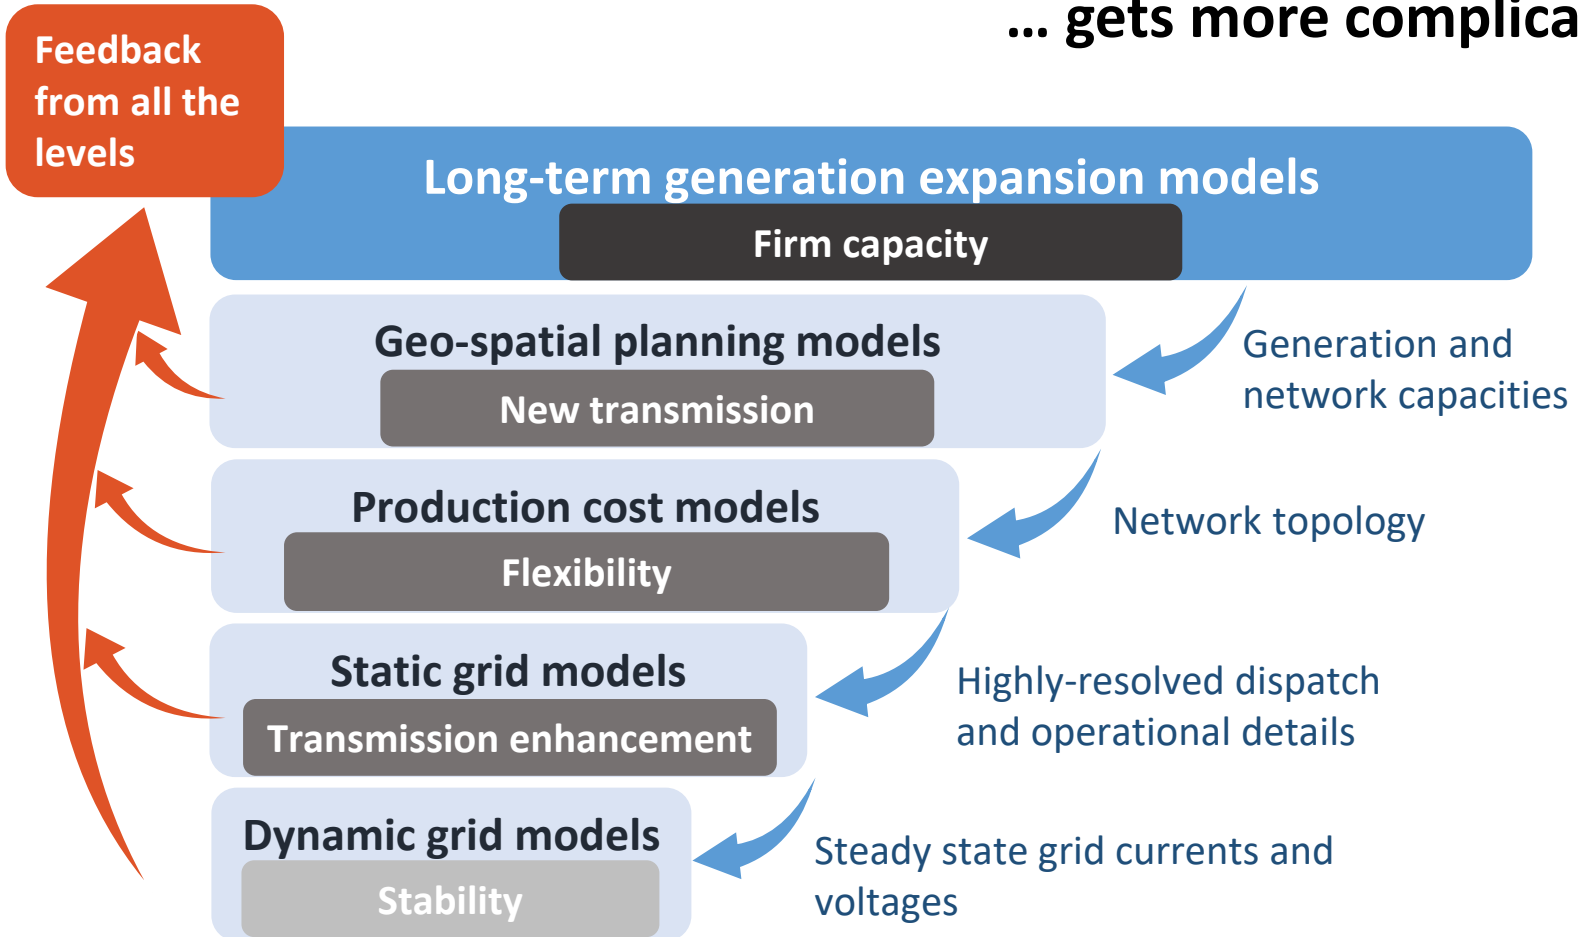 ... gets more complica
Feedback
from all the
levels
Long-term generation expansion models
Firm capacity
Geo-spatial planning models
New transmission
Generation and
network capacities
Production cost models
Flexibility
Network topology
Static grid models
Transmission enhancement
Highly-resolved dispatch
and operational details
Dynamic grid models
Stability
Steady state grid currents and
voltages